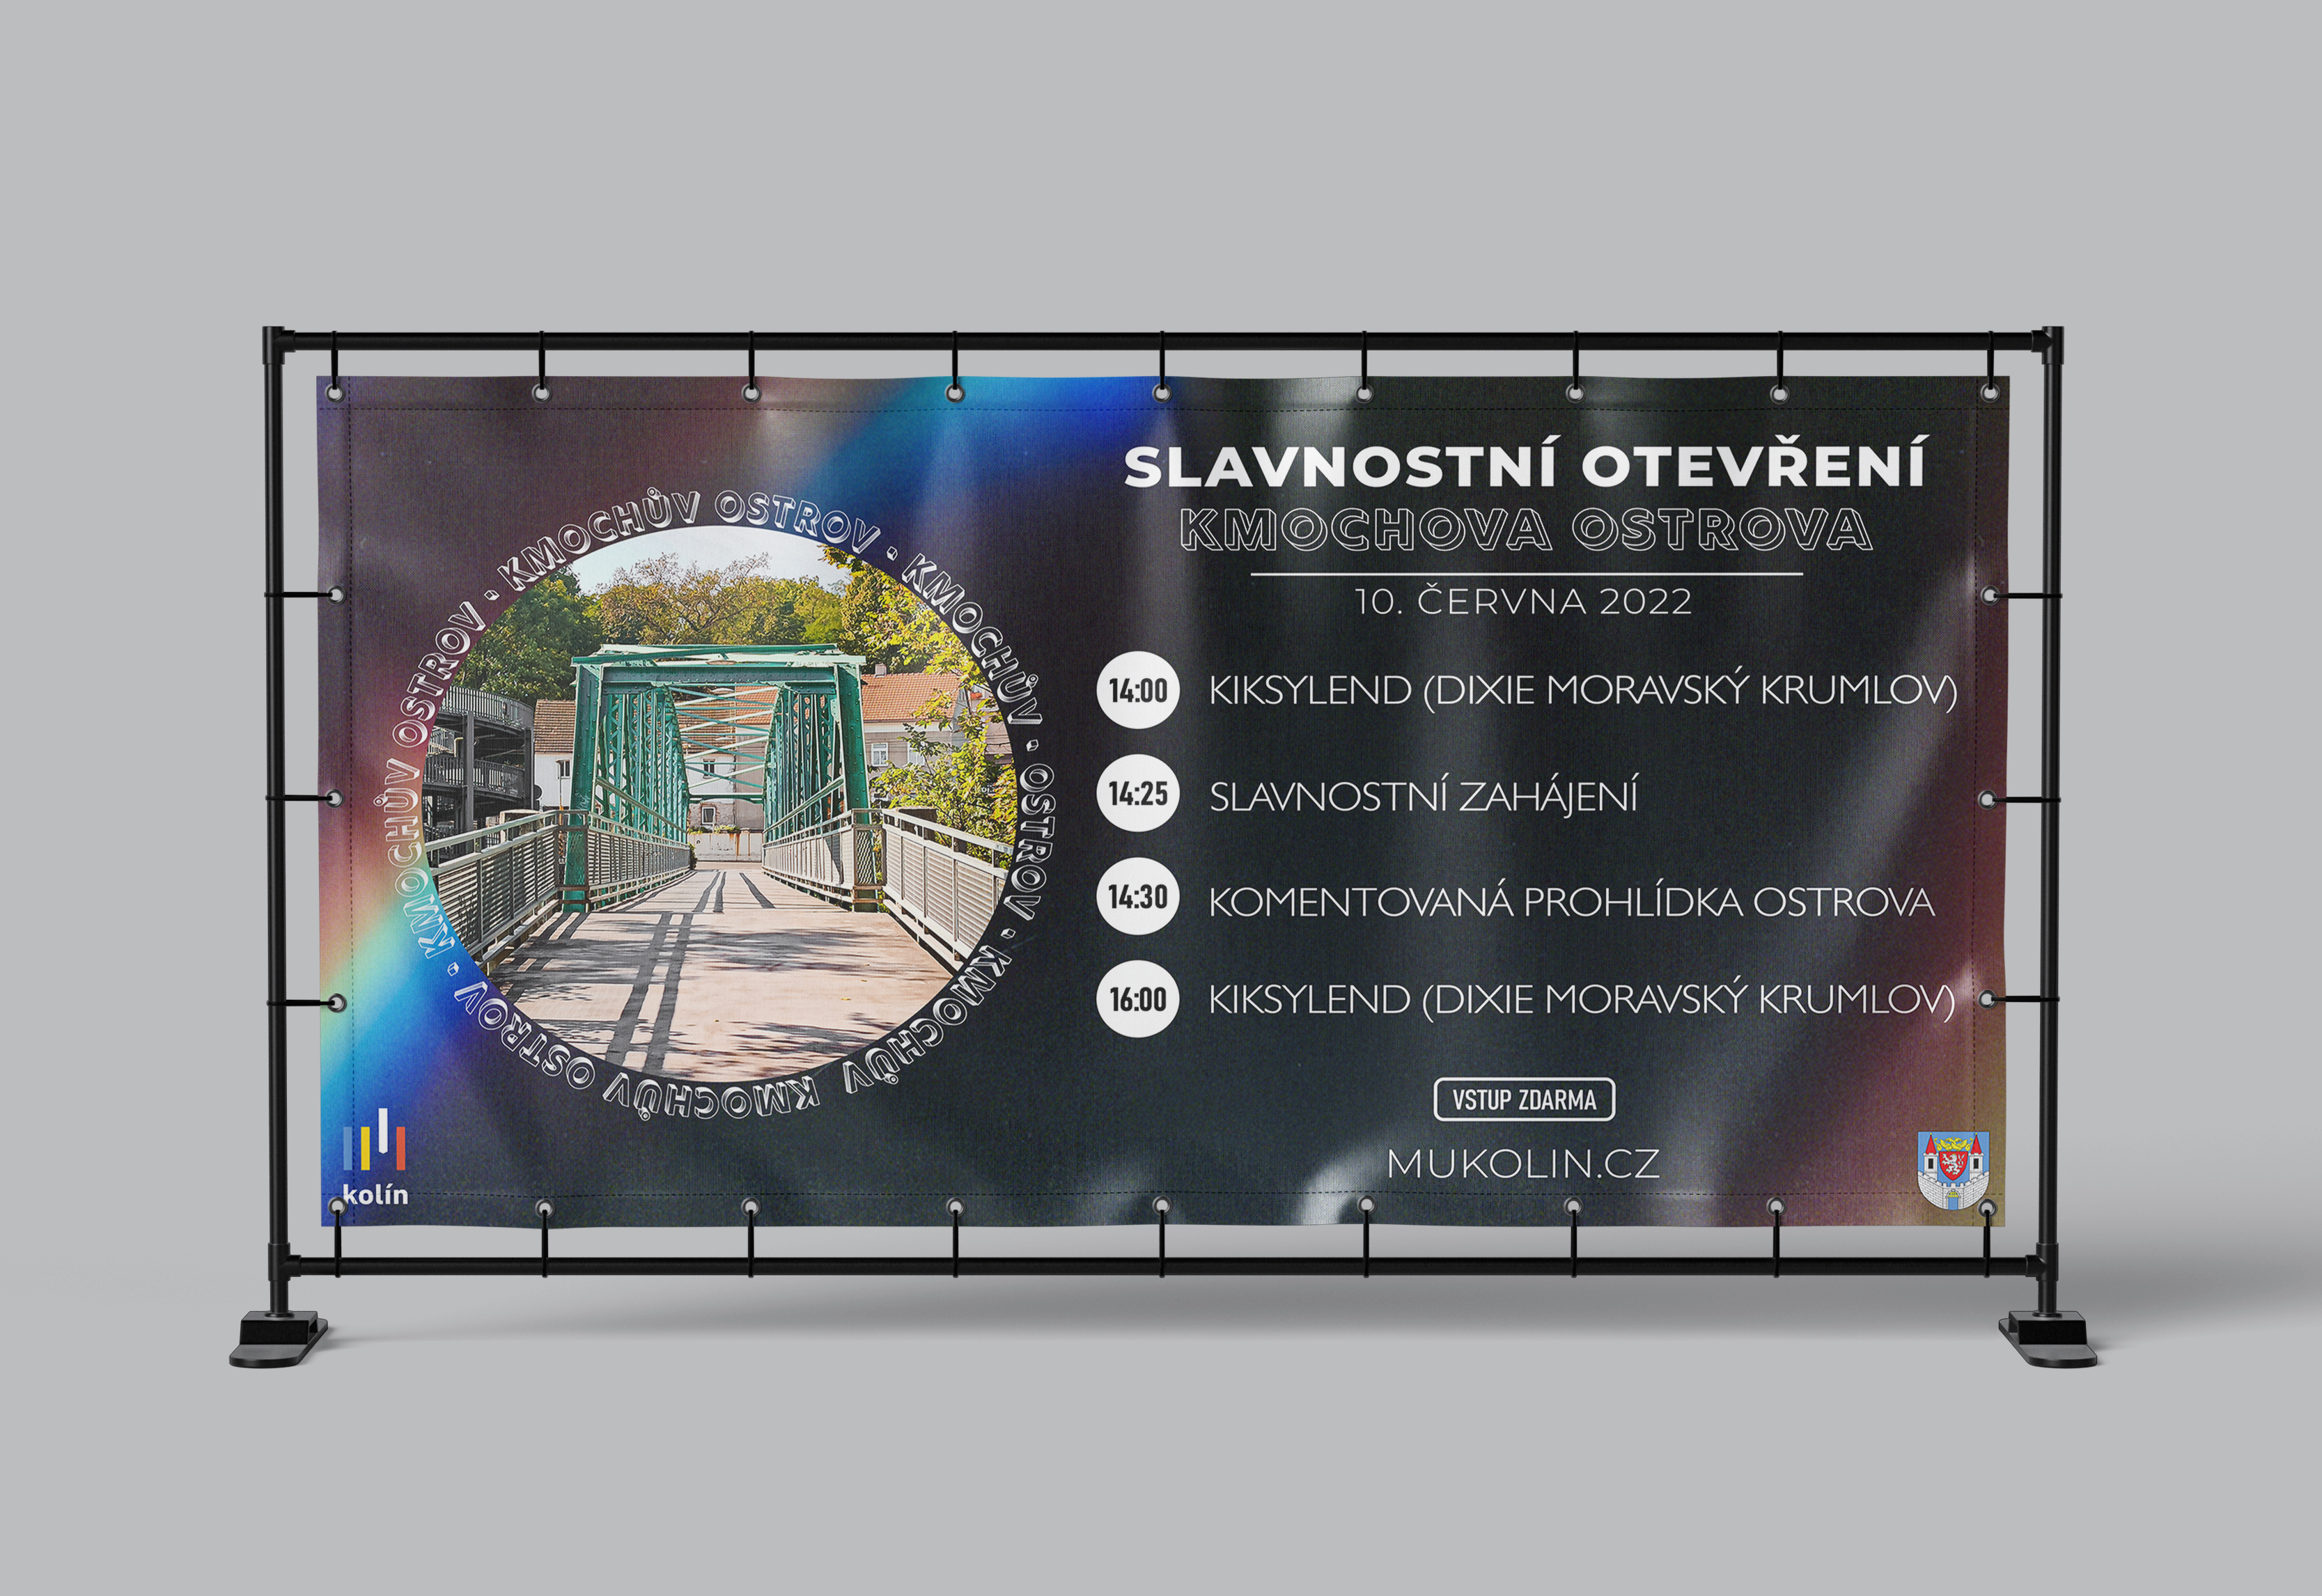 SLAVNOSTNÍ OTEVŘENÍ
KMOCHOVA OSTROVA
10. ČERVNA 2022
KMOCHŮV OSTROV · KMOCHŮV OSTROV · KMOCHŮV · OSTROV · KMOCHŮV KMOCHŮV OSTROV ·
14:00 KIKSYLEND (DIXIE MORAVSKÝ KRUMLOV)
14:25 SLAVNOSTNÍ ZAHÁJENÍ
14:30 KOMENTOVANÁ PROHLÍDKA OSTROVA
16:00 KIKSYLEND (DIXIE MORAVSKÝ KRUMLOV)
VSTUP ZDARMA
MUKOLIN.CZ
kolín